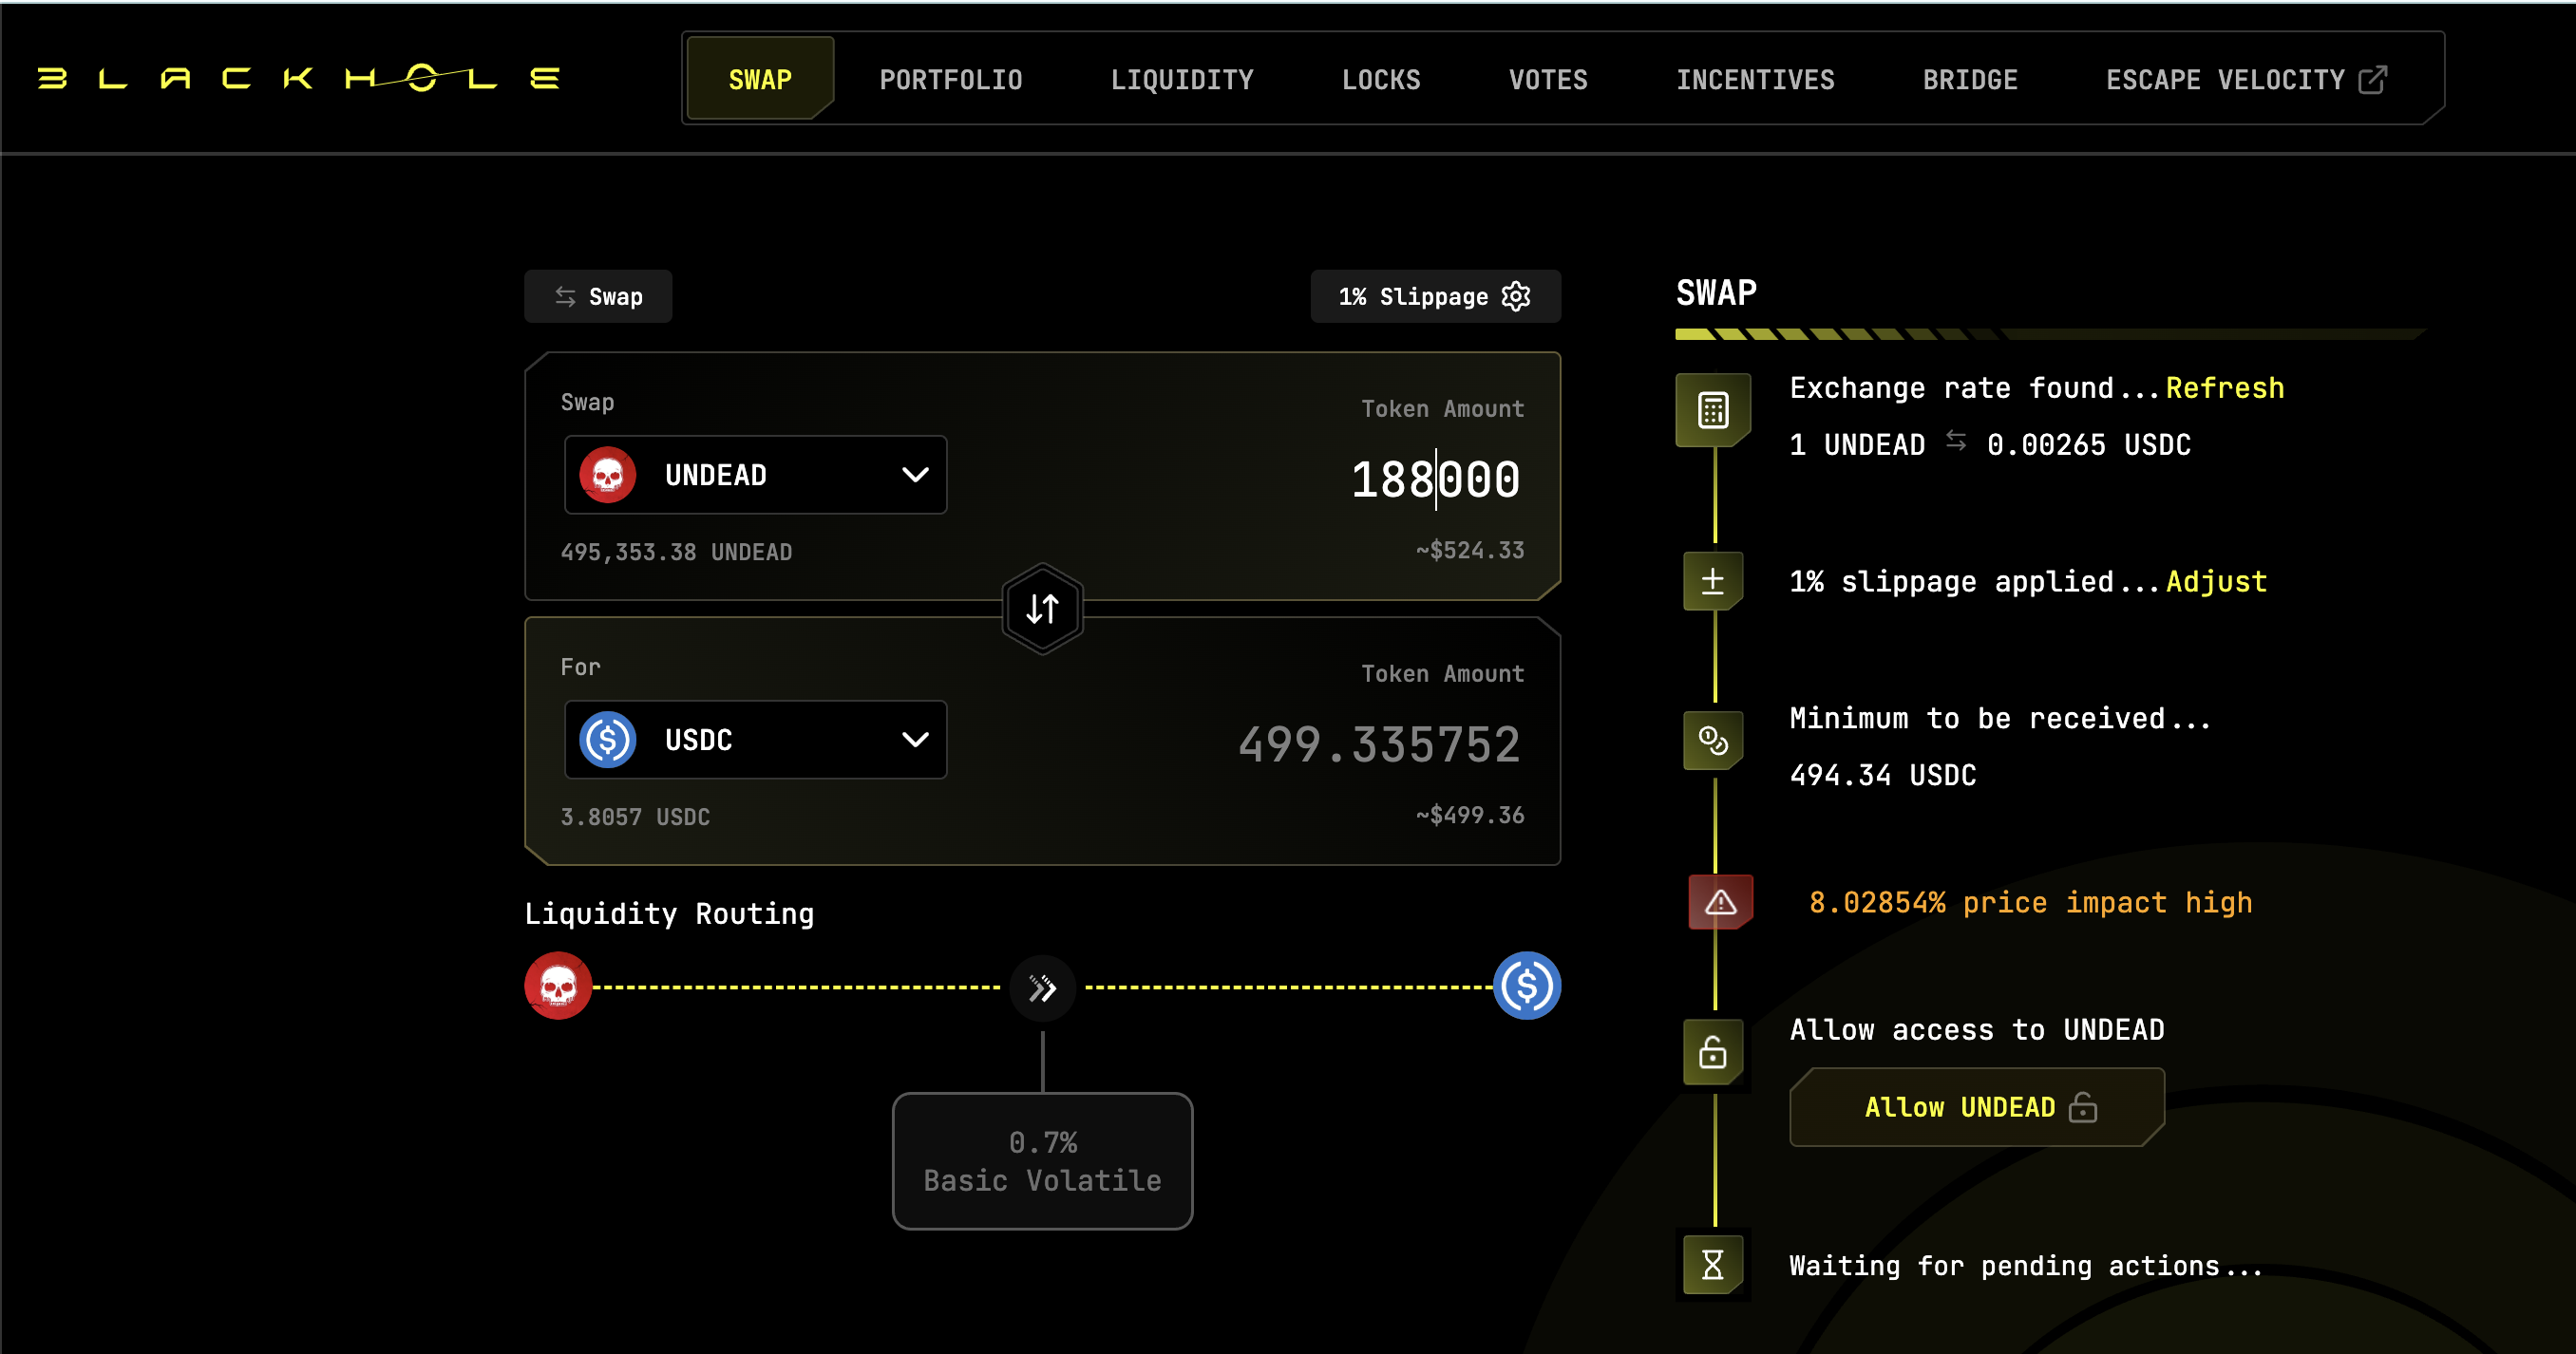 BLACKHOLE
SWAP
PORTFOLIO
LIQUIDITY
LOCKS
VOTES
INCENTIVES
BRIDGE
ESCAPE VELOCITY
Swap
1% Slippage
Swap
Token Amount
UNDEAD
188000
495,353.38 UNDEAD
~$524.33
For
Token Amount
USDC
499.335752
3.8057 USDC
~$499.36
Liquidity Routing
0.7%
Basic Volatile
SWAP
Exchange rate found...Refresh
1 UNDEAD ⇆ 0.00265 USDC
1% slippage applied...Adjust
Minimum to be received...
494.34 USDC
8.02854% price impact high
Allow access to UNDEAD
Allow UNDEAD
Waiting for pending actions...